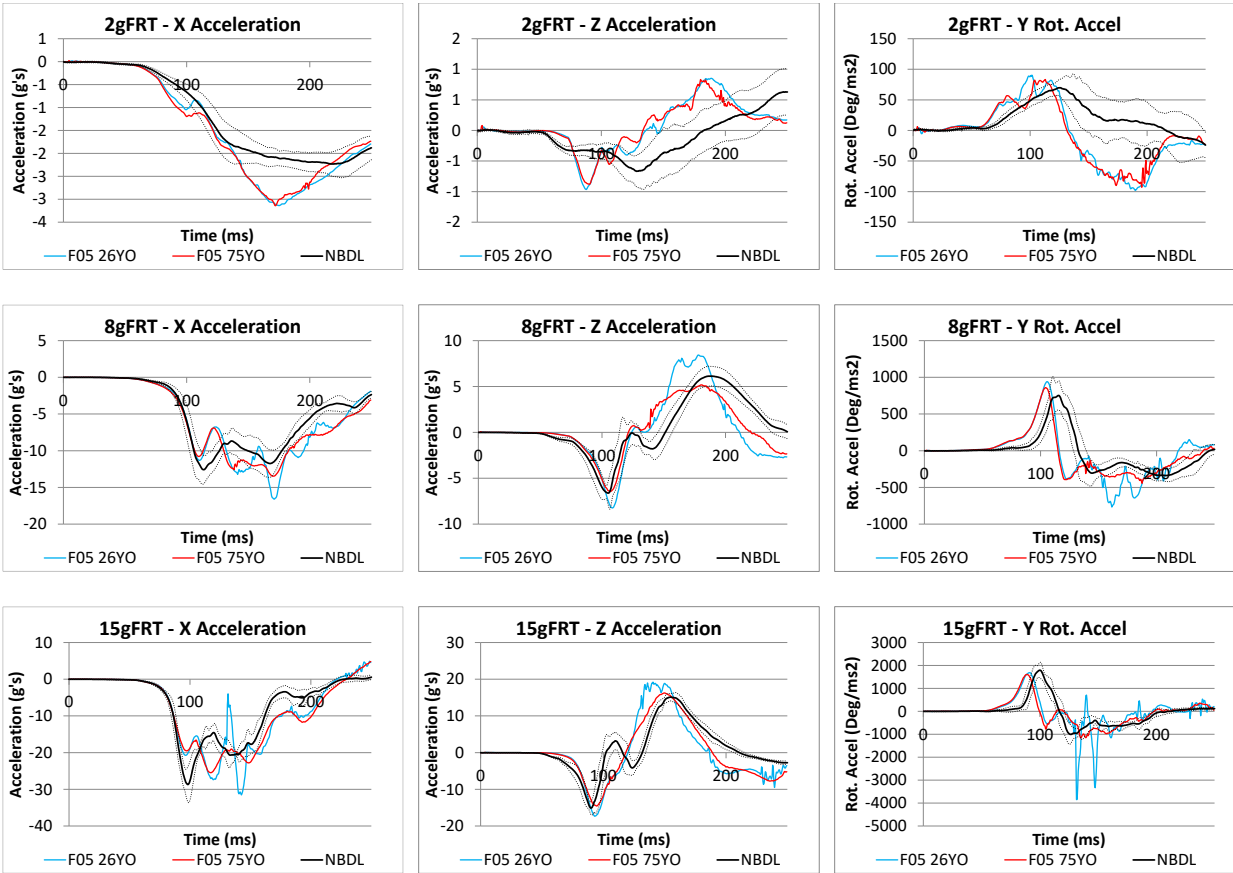 2gFRT - X Acceleration
1
0
-1
-1
-2
-2
-3
-3
-4
0
100
200
Acceleration (g's)
Time (ms)
F05 26YO F05 75YO NBDL
2gFRT - Z Acceleration
2
1
1
0
-1
-1
-2
0
100
200
Acceleration (g's)
Time (ms)
F05 26YO F05 75YO NBDL
2gFRT - Y Rot. Accel
150
100
50
0
-50
-100
-150
0
100
200
Rot. Accel (Deg/ms2)
Time (ms)
F05 26YO F05 75YO NBDL
8gFRT - X Acceleration
5
0
-5
-10
-15
-20
0
100
200
Acceleration (g's)
Time (ms)
F05 26YO F05 75YO NBDL
8gFRT - Z Acceleration
10
5
0
-5
-10
0
100
200
Acceleration (g's)
Time (ms)
F05 26YO F05 75YO NBDL
8gFRT - Y Rot. Accel
1500
1000
500
0
-500
-1000
0
100
200
Rot. Accel (Deg/ms2)
Time (ms)
F05 26YO F05 75YO NBDL
15gFRT - X Acceleration
10
0
-10
-20
-30
-40
0
100
200
Acceleration (g's)
Time (ms)
F05 26YO F05 75YO NBDL
15gFRT - Z Acceleration
30
20
10
0
-10
-20
0
100
200
Acceleration (g's)
Time (ms)
F05 26YO F05 75YO NBDL
15gFRT - Y Rot. Accel
3000
2000
1000
0
-1000
-2000
-3000
-4000
-5000
0
100
200
Rot. Accel (Deg/ms2)
Time (ms)
F05 26YO F05 75YO NBDL